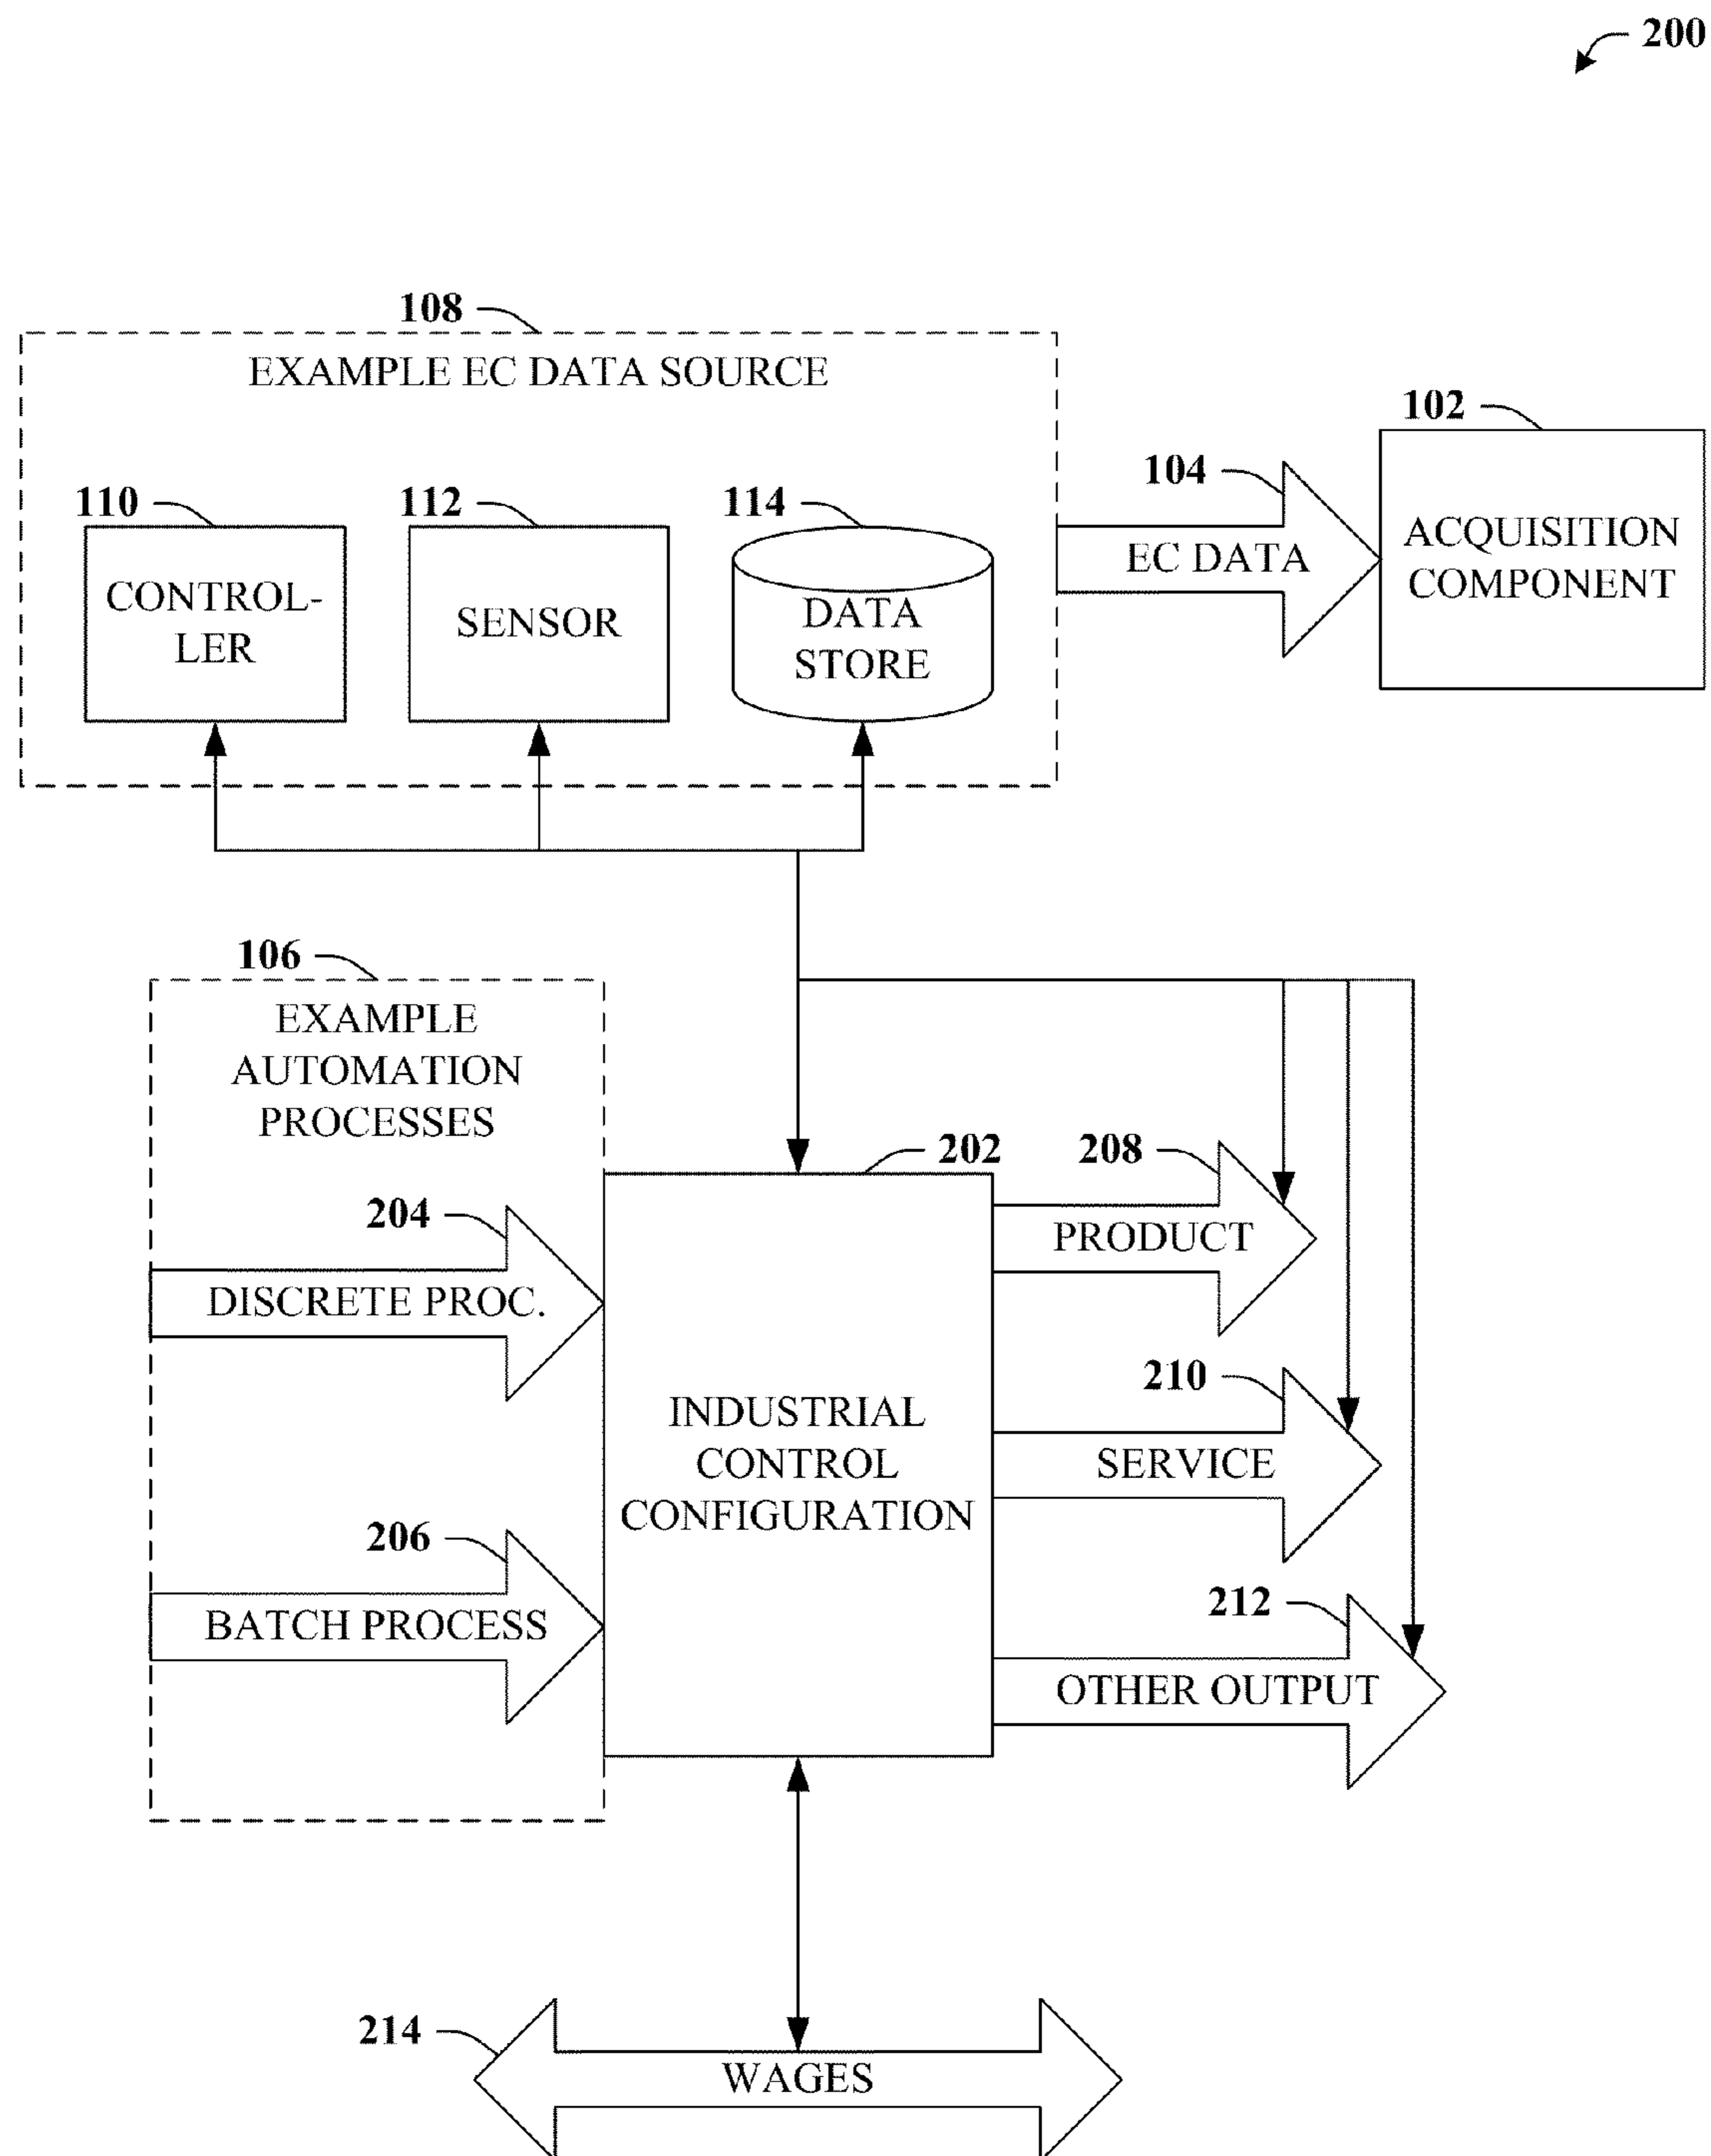 200
108
EXAMPLE EC DATA SOURCE
102
104
110
112
114
EC DATA
ACQUISITION
COMPONENT
CONTROL-
LER
SENSOR
DATA
STORE
106
EXAMPLE
AUTOMATION
PROCESSES
202
208
204
PRODUCT
DISCRETE PROC.
210
INDUSTRIAL
CONTROL
CONFIGURATION
SERVICE
206
BATCH PROCESS
212
OTHER OUTPUT
214
WAGES